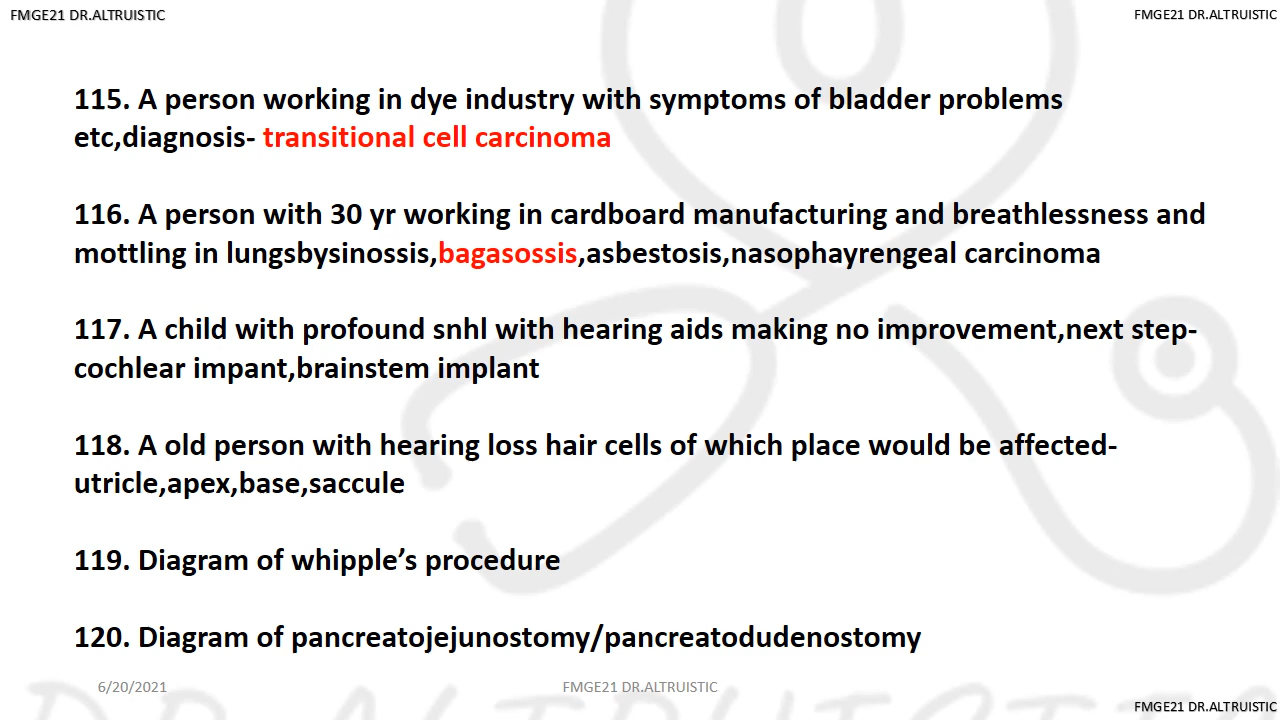 FMGE21 DR.ALTRUISTIC
FMGE21 DR.ALTRUISTIC
115. A person working in dye industry with symptoms of bladder problems
etc,diagnosis- transitional cell carcinoma
116. A person with 30 yr working in cardboard manufacturing and breathlessness and
mottling in lungsbysinossis,bagasossis,asbestosis,nasophayrengeal carcinoma
117. A child with profound snhl with hearing aids making no improvement,next step-
cochlear impant,brainstem implant
118. A old person with hearing loss hair cells of which place would be affected-
utricle,apex,base,saccule
119. Diagram of whipple’s procedure
120. Diagram of pancreatojejunostomy/pancreatodudenostomy
6/20/2021
FMGE21 DR.ALTRUISTIC
FMGE21 DR.ALTRUISTIC